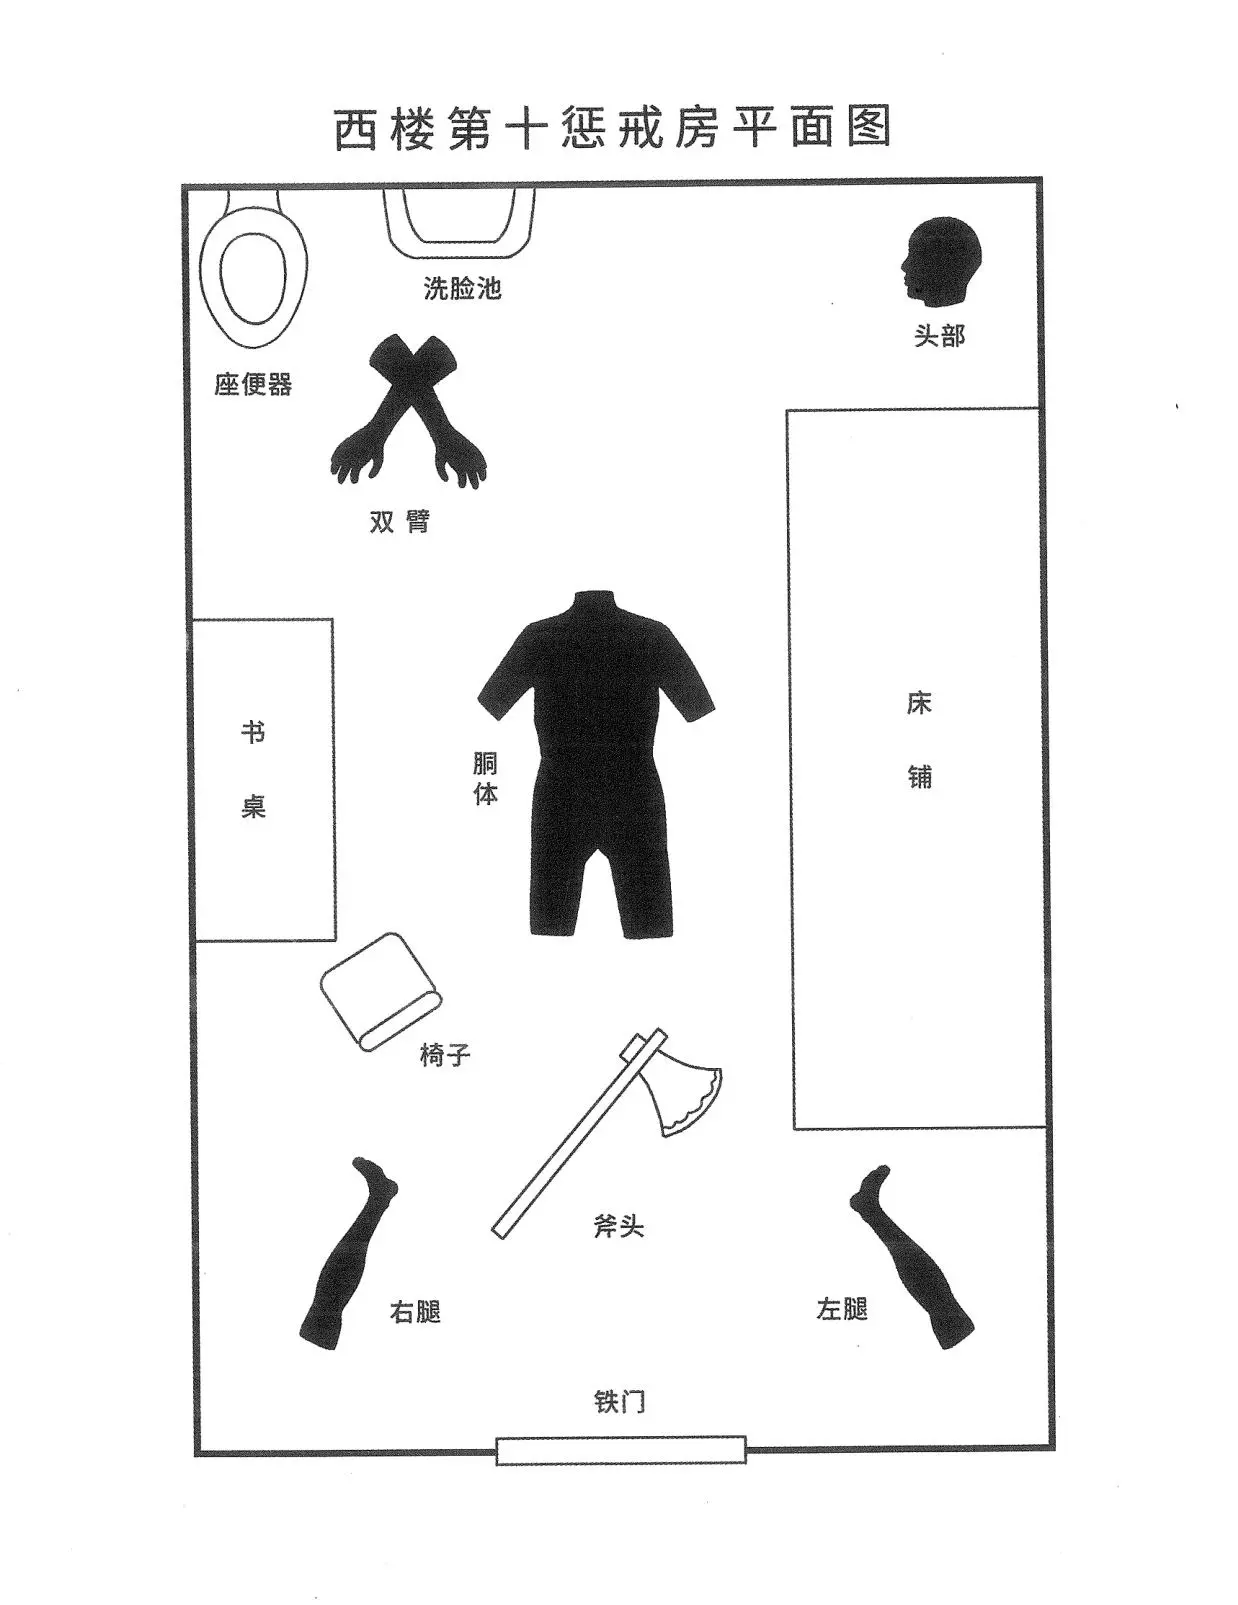 西楼第十惩戒房平面图
洗脸池
头部
座便器
双臂
书桌
床铺
胴体
椅子
斧头
右腿
左腿
铁门